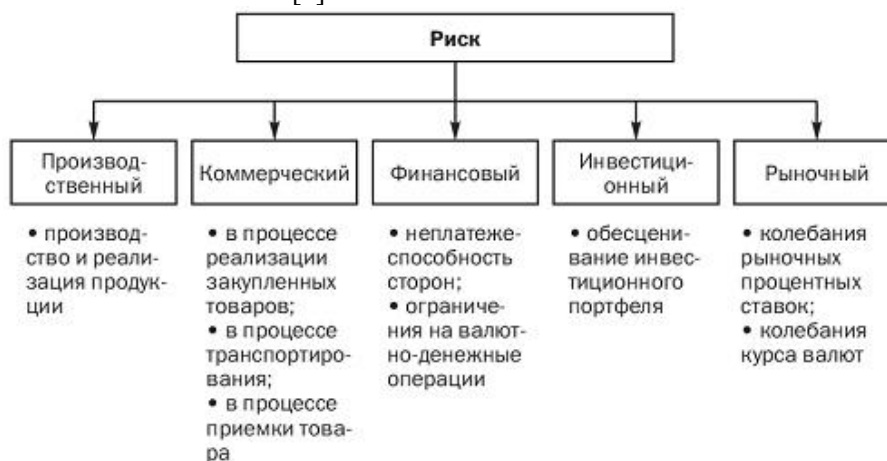 [ ]
Риск
Производ-
ственный
• производ-
ство и реали-
зация продук-
ции
Коммерческий
• в процессе
реализации
закупленных
товаров;
• в процессе
транспортиро-
вания;
• в процессе
приемки това-
ра
Финансовый
• неплатеже-
способность
сторон;
• ограниче-
ния на валют-
но-денежные
операции
Инвестици-
онный
• обесцени-
вание инвес-
тиционного
портфеля
Рыночный
• колебания
рыночных
процентных
ставок;
• колебания
курса валют